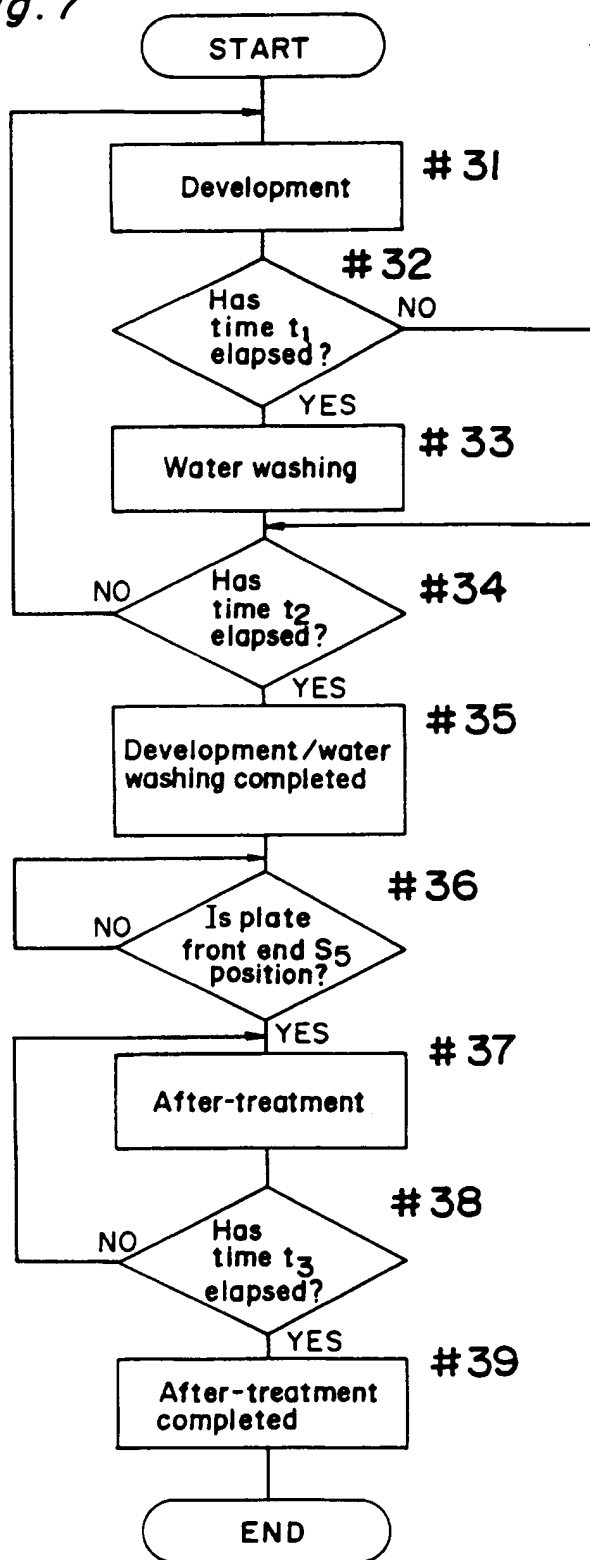 Fig. 7
START
Development
#31
#32
Has
time t1
elapsed?
NO
YES
Water washing
#33
NO
Has
time t2
elapsed?
#34
YES
Development/water
washing completed
#35
#36
NO
Is plate
front end S5
position?
YES
After-treatment
#37
#38
NO
Has
time t3
elapsed?
YES
After-treatment
completed
#39
END